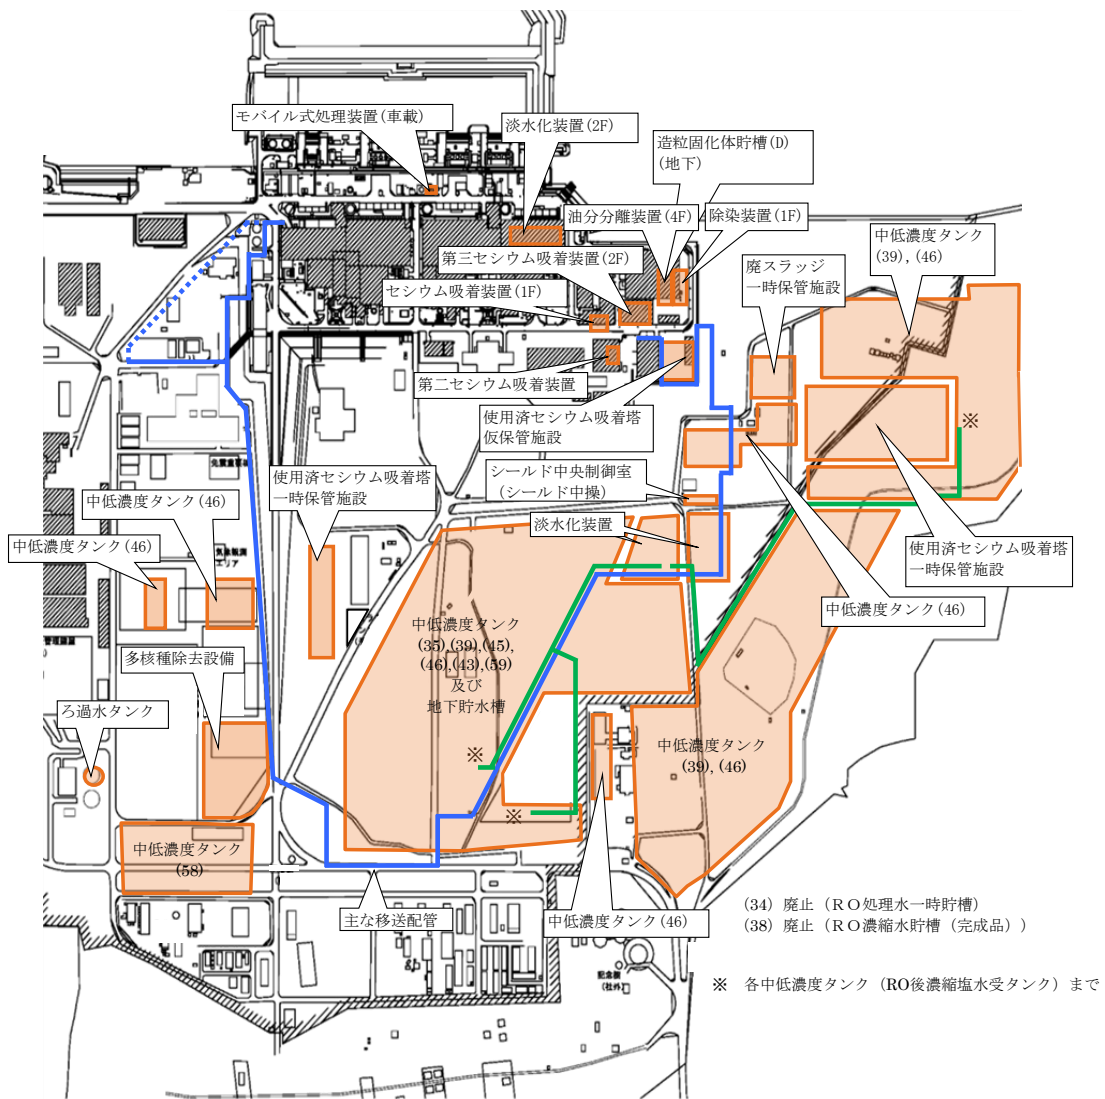 モバイル式処理装置(車載)
淡水化装置(2F)
造粒固化体貯槽(D)
(地下)
油分分離装置(4F)
除染装置(1F)
中低濃度タンク
(39), (46)
第三セシウム吸着装置(2F)
廃スラッジ
一時保管施設
セシウム吸着装置(1F)
第二セシウム吸着装置
使用済セシウム吸着塔
仮保管施設
※
シールド中央制御室
(シールド中操)
使用済セシウム吸着塔
一時保管施設
中低濃度タンク(46)
淡水化装置
中低濃度タンク(46)
使用済セシウム吸着塔
一時保管施設
中低濃度タンク(46)
気象観測
エリア
中低濃度タンク
(35),(39),(45),
(46),(43),(59)
及び
地下貯水槽
多核種除去設備
ろ過水タンク
※
中低濃度タンク
(39), (46)
※
中低濃度タンク
(58)
主な移送配管
中低濃度タンク(46)
(34) 廃止（ＲＯ処理水一時貯槽）
(38) 廃止（ＲＯ濃縮水貯槽（完成品））
記念館
(社外)
※　各中低濃度タンク（RO後濃縮塩水受タンク）まで